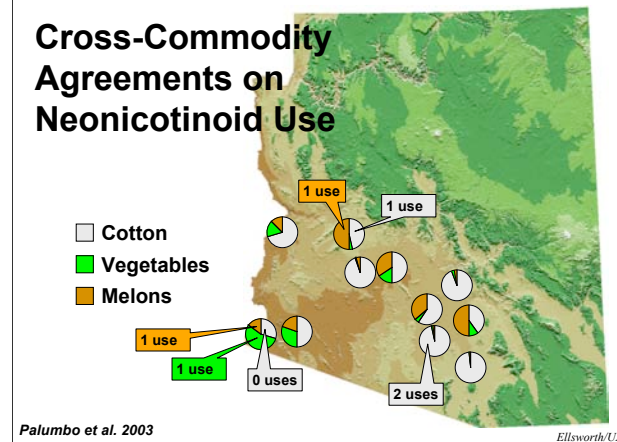 Cross-Commodity
Agreements on
Neonicotinoid Use
1 use
1 use
Cotton
Vegetables
Melons
1 use
1 use
0 uses
2 uses
Palumbo et al. 2003
Ellsworth/U